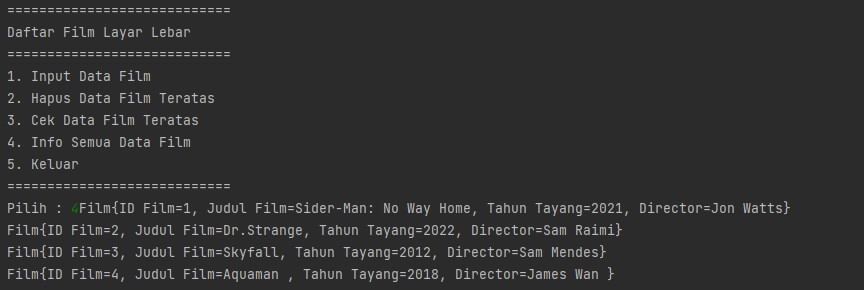 ============================
Daftar Film Layar Lebar
============================
1. Input Data Film
2. Hapus Data Film Teratas
3. Cek Data Film Teratas
4. Info Semua Data Film
5. Keluar
============================
Pilih : 4Film{ID Film=1, Judul Film=Sider-Man: No Way Home, Tahun Tayang=2021, Director=Jon Watts}
Film{ID Film=2, Judul Film=Dr.Strange, Tahun Tayang=2022, Director=Sam Raimi}
Film{ID Film=3, Judul Film=Skyfall, Tahun Tayang=2012, Director=Sam Mendes}
Film{ID Film=4, Judul Film=Aquaman , Tahun Tayang=2018, Director=James Wan }